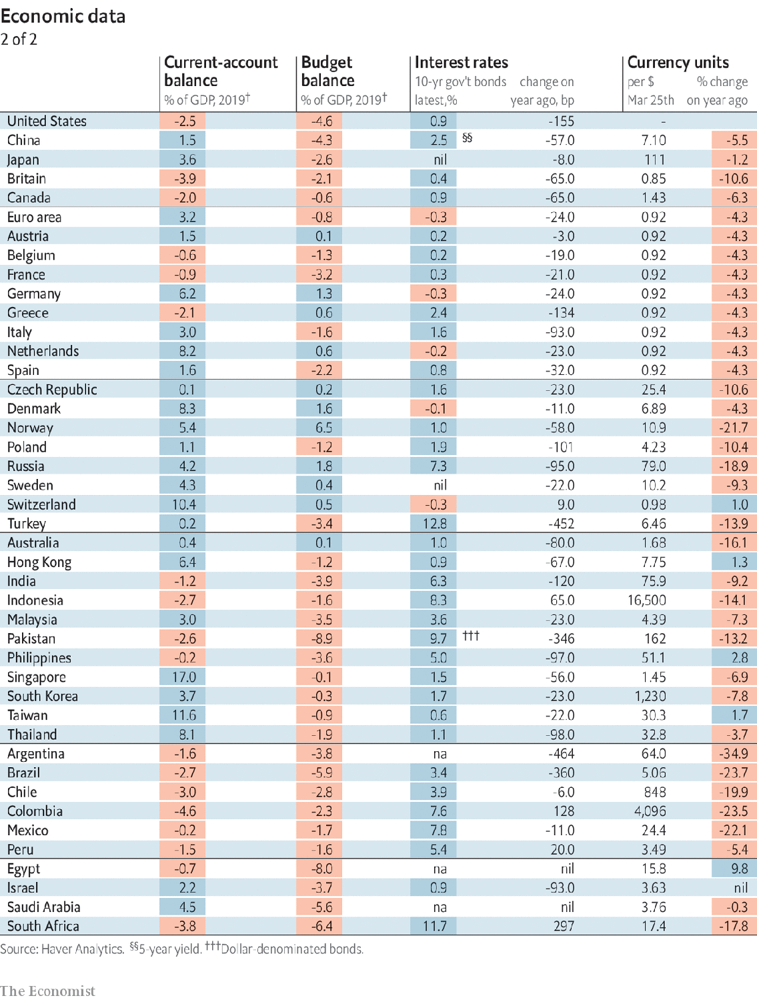 Economic data
2 of 2
Current-account balance % of GDP, 2019† Budget balance % of GDP, 2019† Interest rates 10-yr gov't bonds latest,% change on year ago, bp Currency units per $ Mar 25th % change on year ago
United States -2.5 -4.6 0.9 -155 -
China 1.5 -4.3 2.5 §§ -57.0 7.10 -5.5
Japan 3.6 -2.6 nil -8.0 111 -1.2
Britain -3.9 -2.1 0.4 -65.0 0.85 -10.6
Canada -2.0 -0.6 0.9 -65.0 1.43 -6.3
Euro area 3.2 -0.8 -0.3 -24.0 0.92 -4.3
Austria 1.5 0.1 0.2 -3.0 0.92 -4.3
Belgium -0.6 -1.3 0.2 -19.0 0.92 -4.3
France -0.9 -3.2 0.3 -21.0 0.92 -4.3
Germany 6.2 1.3 -0.3 -24.0 0.92 -4.3
Greece -2.1 0.6 2.4 -134 0.92 -4.3
Italy 3.0 -1.6 1.6 -93.0 0.92 -4.3
Netherlands 8.2 0.6 -0.2 -23.0 0.92 -4.3
Spain 1.6 -2.2 0.8 -32.0 0.92 -4.3
Czech Republic 0.1 0.2 1.6 -23.0 25.4 -10.6
Denmark 8.3 1.6 -0.1 -11.0 6.89 -4.3
Norway 5.4 6.5 1.0 -58.0 10.9 -21.7
Poland 1.1 -1.2 1.9 -101 4.23 -10.4
Russia 4.2 1.8 7.3 -95.0 79.0 -18.9
Sweden 4.3 0.4 nil -22.0 10.2 -9.3
Switzerland 10.4 0.5 -0.3 9.0 0.98 1.0
Turkey 0.2 -3.4 12.8 -452 6.46 -13.9
Australia 0.4 0.1 1.0 -80.0 1.68 -16.1
Hong Kong 6.4 -1.2 0.9 -67.0 7.75 1.3
India -1.2 -3.9 6.3 -120 75.9 -9.2
Indonesia -2.7 -1.6 8.3 65.0 16,500 -14.1
Malaysia 3.0 -3.5 3.6 -23.0 4.39 -7.3
Pakistan -2.6 -8.9 9.7 ††† -346 162 -13.2
Philippines -0.2 -3.6 5.0 -97.0 51.1 2.8
Singapore 17.0 -0.1 1.5 -56.0 1.45 -6.9
South Korea 3.7 -0.3 1.7 -23.0 1,230 -7.8
Taiwan 11.6 -0.9 0.6 -22.0 30.3 1.7
Thailand 8.1 -1.9 1.1 -98.0 32.8 -3.7
Argentina -1.6 -3.8 na -464 64.0 -34.9
Brazil -2.7 -5.9 3.4 -360 5.06 -23.7
Chile -3.0 -2.8 3.9 -6.0 848 -19.9
Colombia -4.6 -2.3 7.6 128 4,096 -23.5
Mexico -0.2 -1.7 7.8 -11.0 24.4 -22.1
Peru -1.5 -1.6 5.4 20.0 3.49 -5.4
Egypt -0.7 -8.0 na nil 15.8 9.8
Israel 2.2 -3.7 0.9 -93.0 3.63 nil
Saudi Arabia 4.5 -5.6 na nil 3.76 -0.3
South Africa -3.8 -6.4 11.7 297 17.4 -17.8
Source: Haver Analytics. §§5-year yield. †††Dollar-denominated bonds.
The Economist